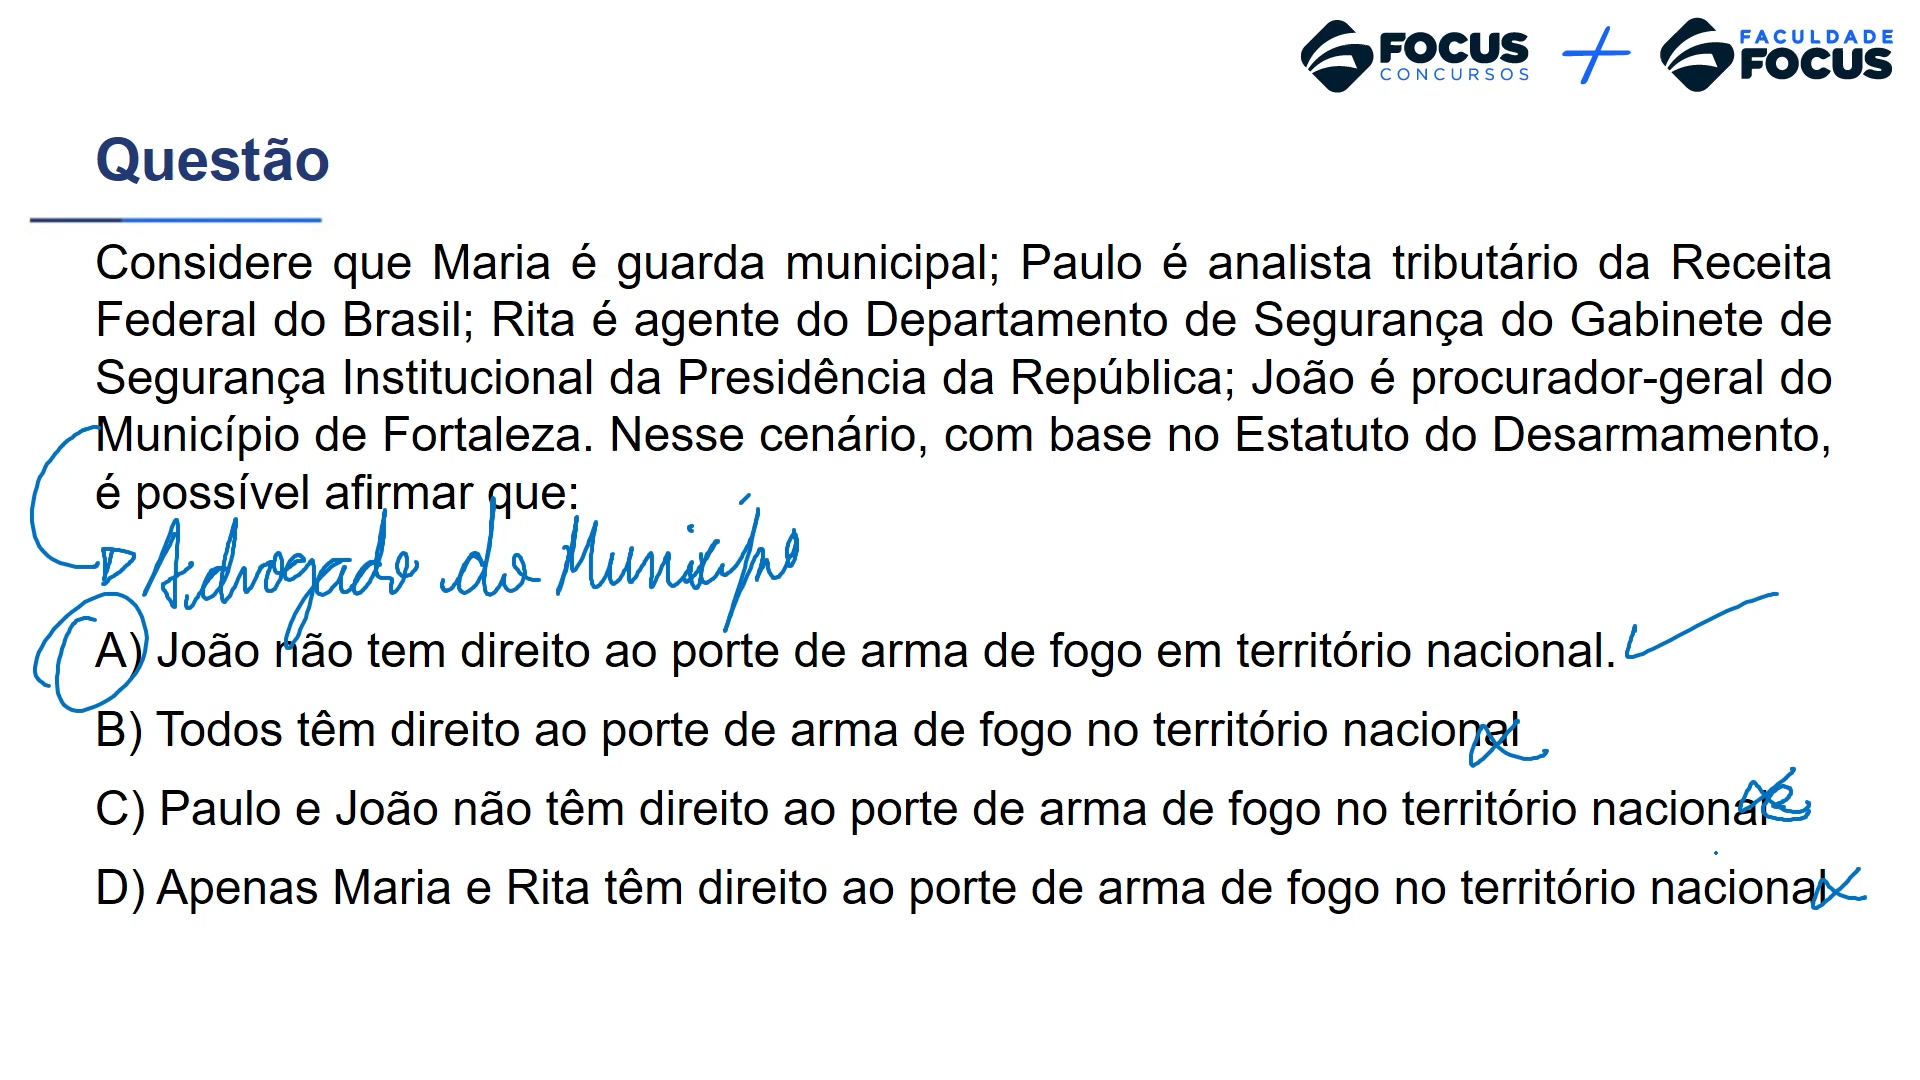 FOCUS
CONCURSOS
FACULDADE
FOCUS
Questão
Considere que Maria é guarda municipal; Paulo é analista tributário da Receita
Federal do Brasil; Rita é agente do Departamento de Segurança do Gabinete de
Segurança Institucional da Presidência da República; João é procurador-geral do
Município de Fortaleza. Nesse cenário, com base no Estatuto do Desarmamento,
é possível afirmar que:
Advogado do Município
A) João não tem direito ao porte de arma de fogo em território nacional.
B) Todos têm direito ao porte de arma de fogo no território nacional
C) Paulo e João não têm direito ao porte de arma de fogo no território nacional
D) Apenas Maria e Rita têm direito ao porte de arma de fogo no território nacional